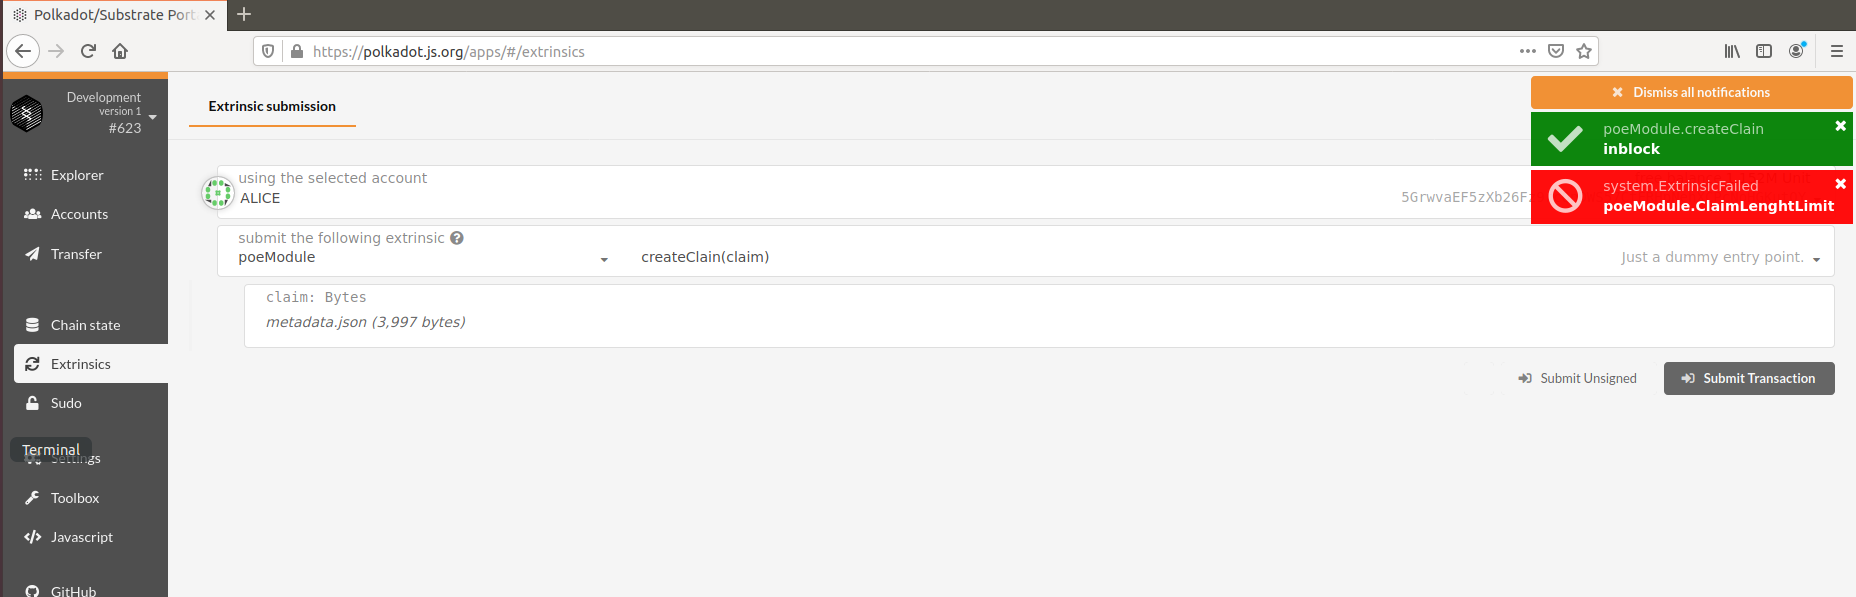 Polkadot/Substrate Port
https://polkadot.js.org/apps/#/extrinsics
Development
version 1
#623
Explorer
Accounts
Transfer
Chain state
Extrinsics
Sudo
Terminal
Settings
Toolbox
Javascript
GitHub
Extrinsic submission
using the selected account
ALICE
5GrwvaEF5zXb26F
submit the following extrinsic
poeModule
createClain(claim)
Just a dummy entry point.
claim: Bytes
metadata.json (3,997 bytes)
Submit Unsigned
Submit Transaction
Dismiss all notifications
poeModule.createClain
inblock
system.ExtrinsicFailed
poeModule.ClaimLenghtLimit